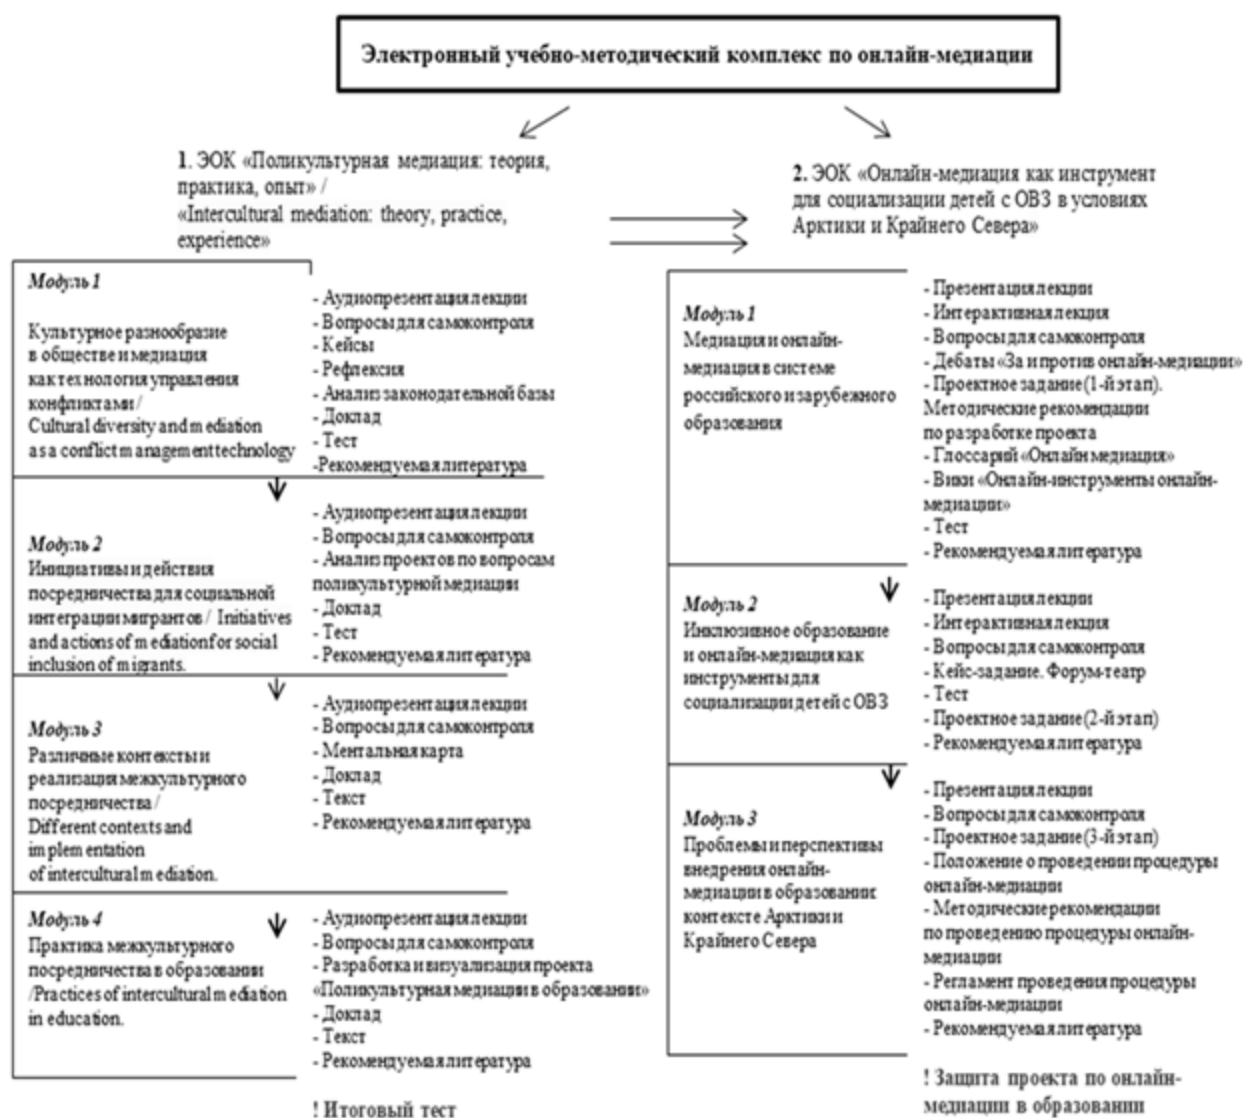 Электронный учебно-методический комплекс по онлайн-медиации
1. ЭОК «Поликультурная медиация: теория,
практика, опыт» /
«Intercultural mediation: theory, practice,
experience»
Модуль 1
Культурное разнообразие
в обществе и медиация
как технология управления
конфликтами /
Cultural diversity and mediation
as a conflict management technology
- Аудиопрезентация лекции
- Вопросы для самоконтроля
- Кейсы
- Рефлексия
- Анализ законодательной базы
- Доклад
- Тест
-Рекомендуемая литература
Модуль 2
Инициативы и действия
посредничества для социальной
интеграции мигрантов / Initiatives
and actions of mediation for social
inclusion of migrants.
- Аудиопрезентация лекции
- Вопросы для самоконтроля
- Анализ проектов по вопросам
поликультурной медиации
- Доклад
- Тест
- Рекомендуемая литература
Модуль 3
Различные контексты и
реализация межкультурного
посредничества /
Different contexts and
implementation
of intercultural mediation.
- Аудиопрезентация лекции
- Вопросы для самоконтроля
- Ментальная карта
- Доклад
- Текст
- Рекомендуемая литература
Модуль 4
Практика межкультурного
посредничества в образовании
/Practices of intercultural mediation
in education.
- Аудиопрезентация лекции
- Вопросы для самоконтроля
- Разработка и визуализация проекта
«Поликультурная медиации в образовании»
- Доклад
- Текст
- Рекомендуемая литература
! Итоговый тест
2. ЭОК «Онлайн-медиация как инструмент
для социализации детей с ОВЗ в условиях
Арктики и Крайнего Севера»
Модуль 1
Медиация и онлайн-
медиация в системе
российского и зарубежного
образования
- Презентация лекции
- Интерактивная лекция
- Вопросы для самоконтроля
- Дебаты «За и против онлайн-медиации»
- Проектное задание (1-й этап).
Методические рекомендации
по разработке проекта
- Глоссарий «Онлайн медиация»
- Вики «Онлайн-инструменты онлайн-
медиации»
- Тест
- Рекомендуемая литература
Модуль 2
Инклюзивное образование
и онлайн-медиация как
инструменты для
социализации детей с ОВЗ
- Презентация лекции
- Интерактивная лекция
- Вопросы для самоконтроля
- Кейс-задание. Форум-театр
- Тест
- Проектное задание (2-й этап)
- Рекомендуемая литература
Модуль 3
Проблемы и перспективы
внедрения онлайн-
медиации в образовании:
контексте Арктики и
Крайнего Севера
- Презентация лекции
- Вопросы для самоконтроля
- Проектное задание (3-й этап)
- Положение о проведении процедуры
онлайн-медиации
- Методические рекомендации
по проведению процедуры онлайн-
медиации
- Регламент проведения процедуры
онлайн-медиации
- Рекомендуемая литература
! Защита проекта по онлайн-
медиации в образовании